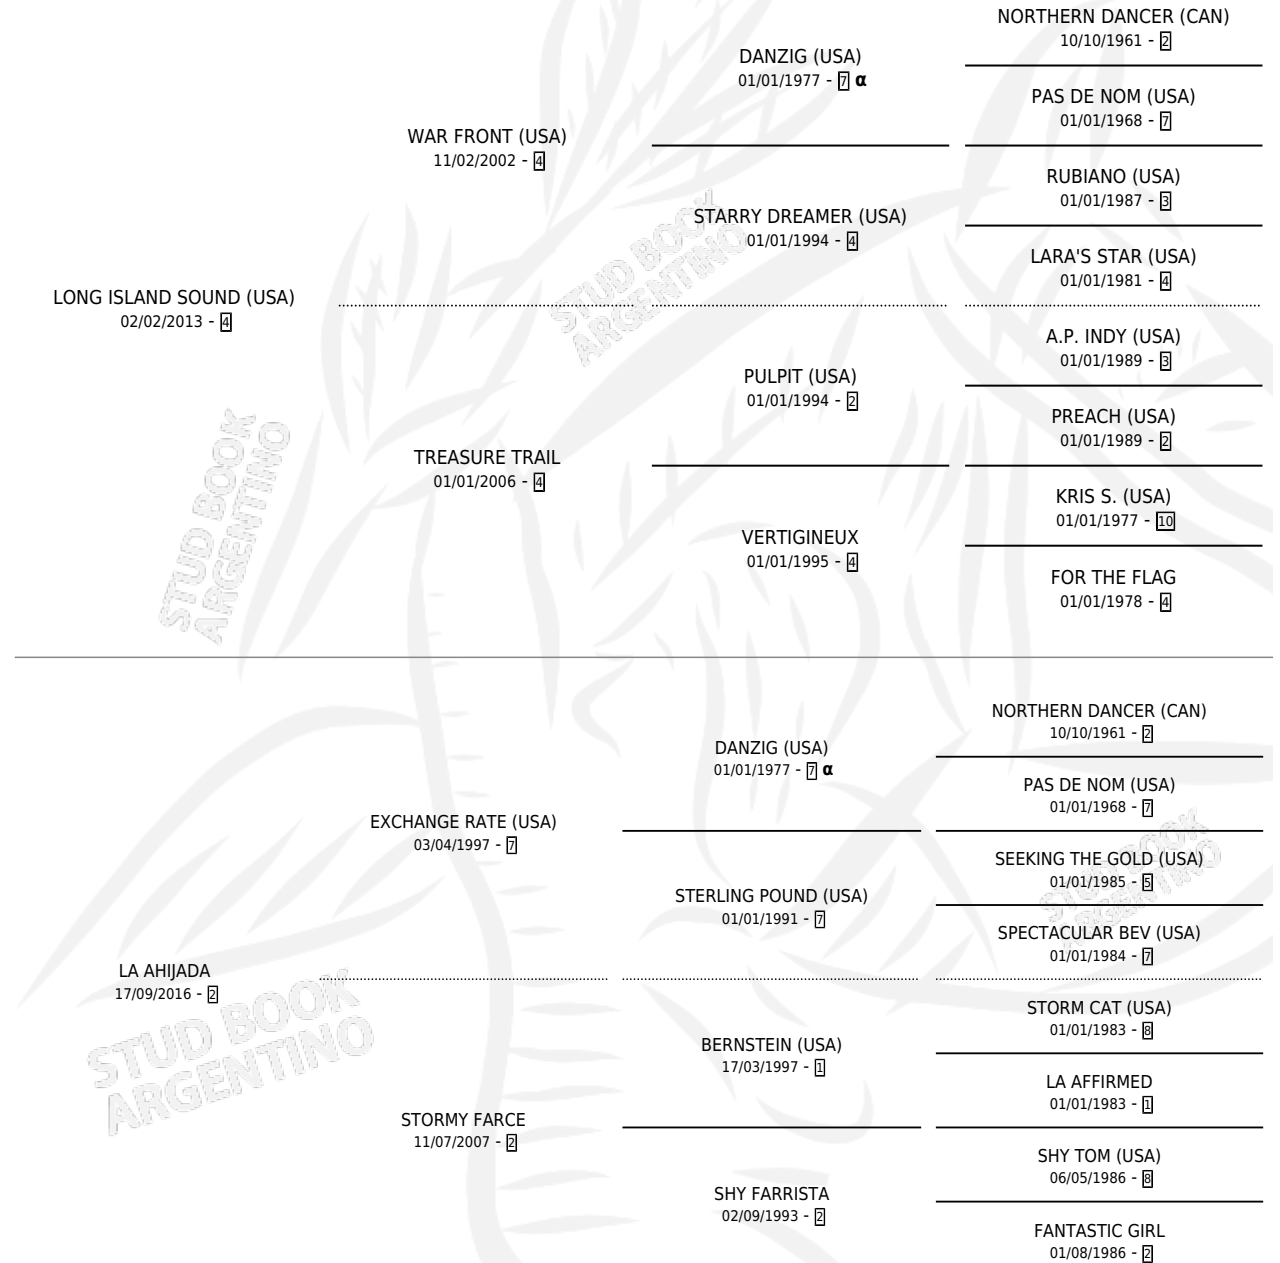 NORTHERN DANCER (CAN)
10/10/1961 - 2
DANZIG (USA)
01/01/1977 - 7 α
PAS DE NOM (USA)
01/01/1968 - 7
WAR FRONT (USA)
11/02/2002 - 4
RUBIANO (USA)
01/01/1987 - 3
STARRY DREAMER (USA)
01/01/1994 - 4
LARA'S STAR (USA)
01/01/1981 - 4
LONG ISLAND SOUND (USA)
02/02/2013 - 4
A.P. INDY (USA)
01/01/1989 - 3
PULPIT (USA)
01/01/1994 - 2
PREACH (USA)
01/01/1989 - 2
TREASURE TRAIL
01/01/2006 - 4
KRIS S. (USA)
01/01/1977 - 10
VERTIGINEUX
01/01/1995 - 4
FOR THE FLAG
01/01/1978 - 4
NORTHERN DANCER (CAN)
10/10/1961 - 2
DANZIG (USA)
01/01/1977 - 7 α
PAS DE NOM (USA)
01/01/1968 - 7
EXCHANGE RATE (USA)
03/04/1997 - 7
SEEKING THE GOLD (USA)
01/01/1985 - 5
STERLING POUND (USA)
01/01/1991 - 7
SPECTACULAR BEV (USA)
01/01/1984 - 7
LA AHIJADA
17/09/2016 - 2
STORM CAT (USA)
01/01/1983 - 8
BERNSTEIN (USA)
17/03/1997 - 1
LA AFFIRMED
01/01/1983 - 1
STORMY FARCE
11/07/2007 - 2
SHY TOM (USA)
06/05/1986 - 8
SHY FARRISTA
02/09/1993 - 2
FANTASTIC GIRL
01/08/1986 - 2
STUD BOOK
ARGENTINO
STUD BOOK
ARGENTINO
STUD BOOK
ARGENTINO
STUD BOOK
ARGENTINO